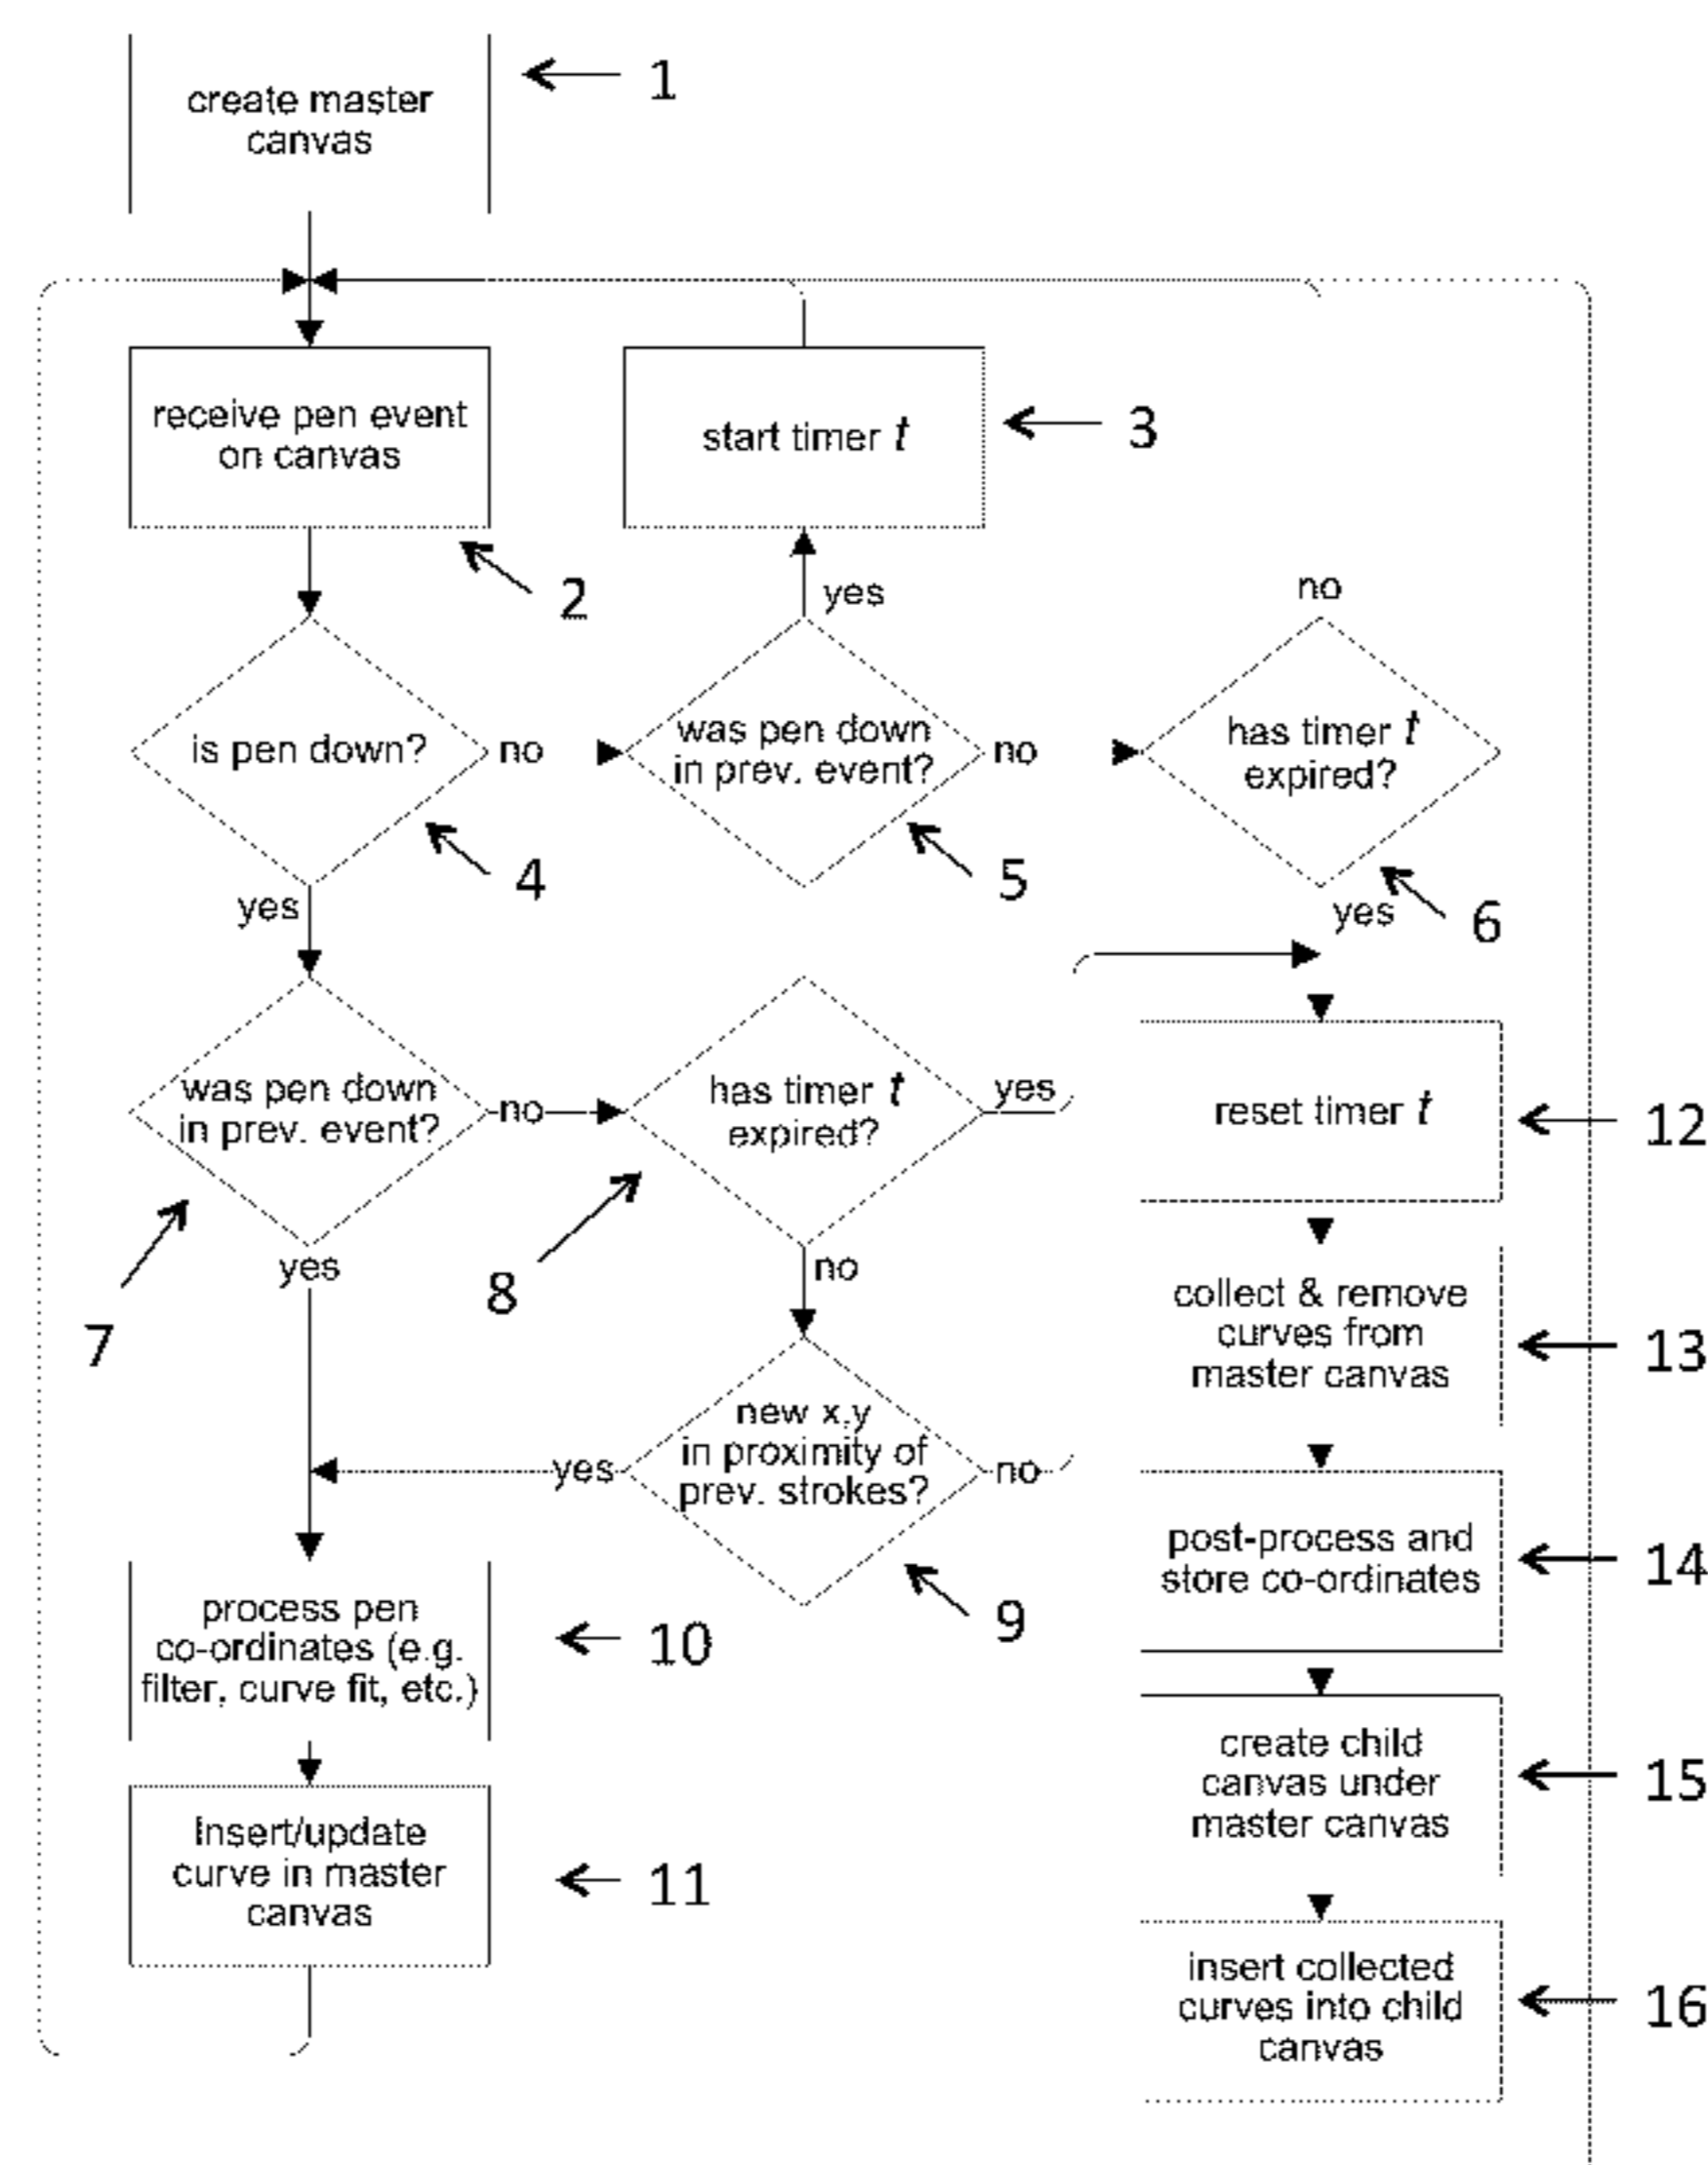 create master
canvas
1
receive pen event
on canvas
2
start timer t
3
is pen down?
no
yes
4
was pen down
in prev. event?
yes
no
5
has timer t
expired?
no
yes
6
was pen down
in prev. event?
no
yes
7
has timer t
expired?
yes
no
8
new x,y
in proximity of
prev. strokes?
yes
no
9
process pen
co-ordinates (e.g.
filter, curve fit, etc.)
10
Insert/update
curve in master
canvas
11
reset timer t
12
collect & remove
curves from
master canvas
13
post-process and
store co-ordinates
14
create child
canvas under
master canvas
15
insert collected
curves into child
canvas
16